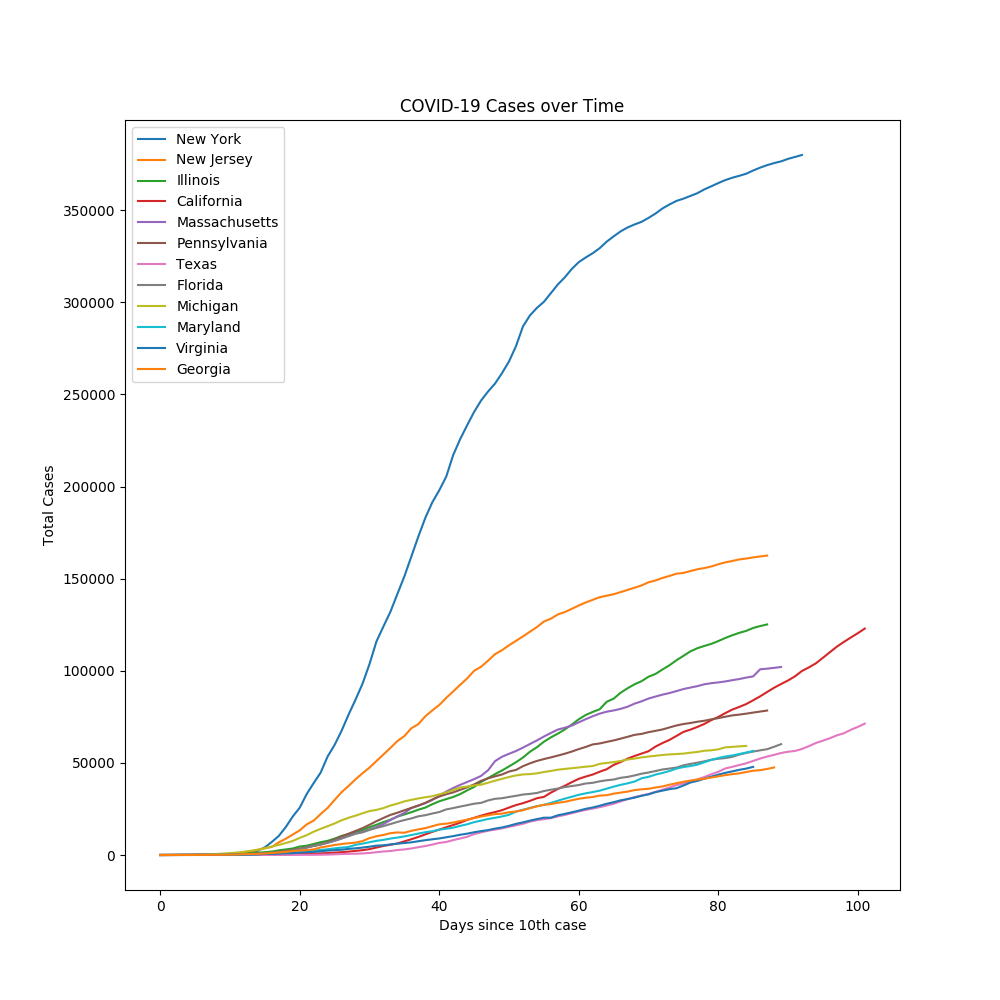 COVID-19 Cases over Time
New York
New Jersey
Illinois
California
Massachusetts
Pennsylvania
Texas
Florida
Michigan
Maryland
Virginia
Georgia
350000
300000
250000
200000
150000
100000
50000
0
Total Cases
0 20 40 60 80 100
Days since 10th case